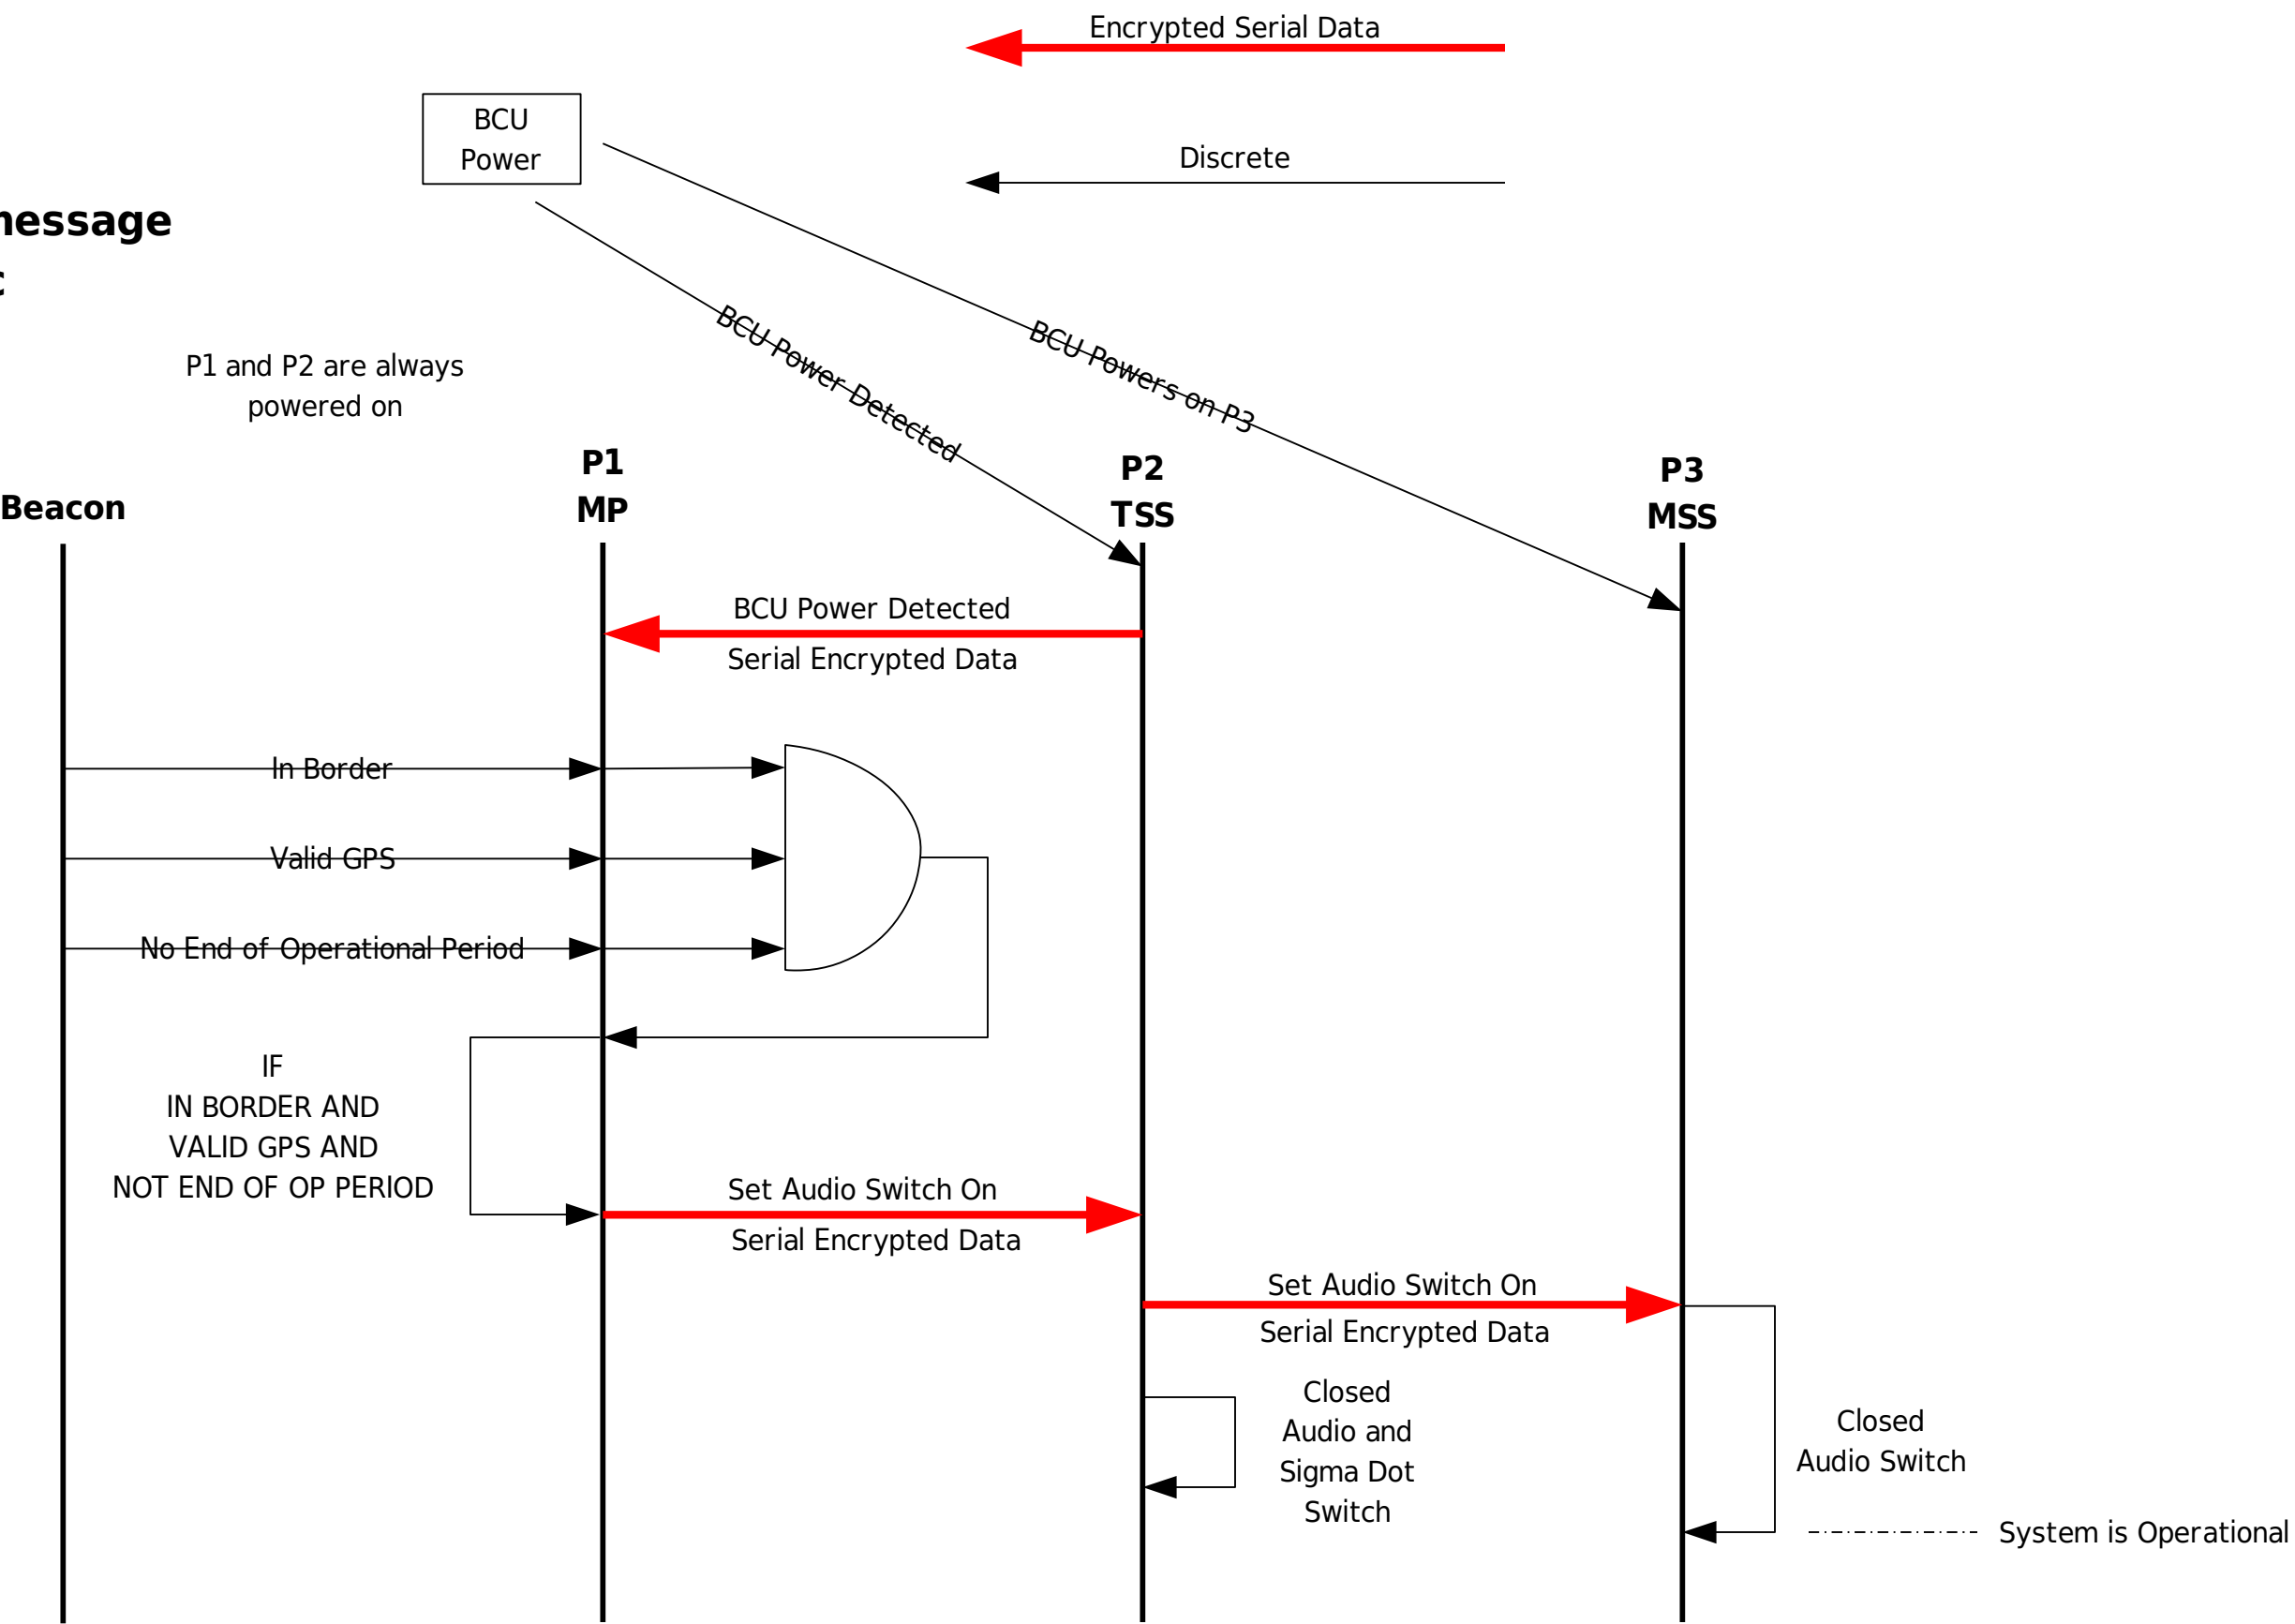 Encrypted Serial Data
BCU
Power
Discrete
message
P1 and P2 are always
powered on
BCU Power Detected
BCU Powers on P3
Beacon
P1
MP
P2
TSS
P3
MSS
BCU Power Detected
Serial Encrypted Data
In Border
Valid GPS
No End of Operational Period
IF
IN BORDER AND
VALID GPS AND
NOT END OF OP PERIOD
Set Audio Switch On
Serial Encrypted Data
Set Audio Switch On
Serial Encrypted Data
Closed
Audio and
Sigma Dot
Switch
Closed
Audio Switch
System is Operational